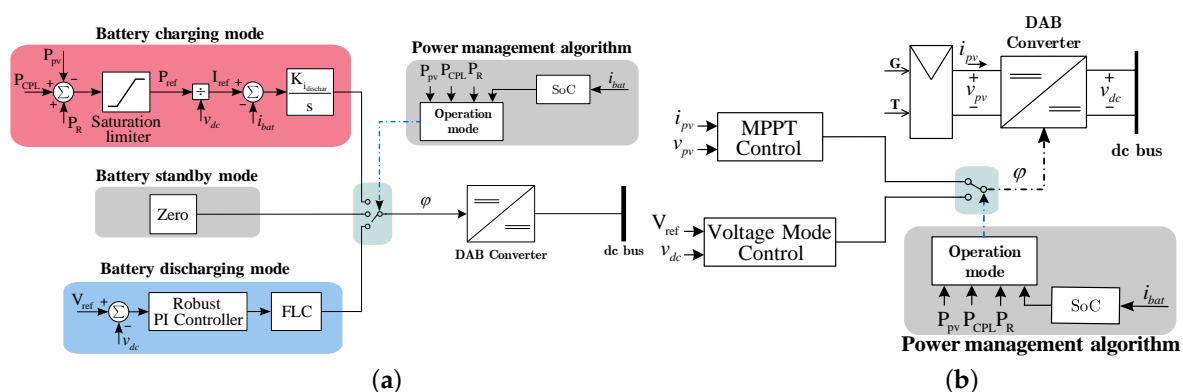 Battery charging mode
P_pv
P_CPL + − +
P_R
Saturation
limiter
P_ref
÷
v_dc
I_ref
+ −
i_bat
K_i_dischar
s
Power management algorithm
P_pv P_CPL P_R
SoC
i_bat
Operation
mode
Battery standby mode
Zero
φ
DAB Converter
dc bus
Battery discharging mode
V_ref + Σ −
v_dc
Robust
PI Controller
FLC
(a)
DAB
Converter
G
T
i_pv
+
v_pv
−
+
v_dc
−
dc bus
i_pv
v_pv
MPPT
Control
φ
V_ref
v_dc
Voltage Mode
Control
Operation
mode
P_pv P_CPL P_R
SoC
i_bat
Power management algorithm
(b)